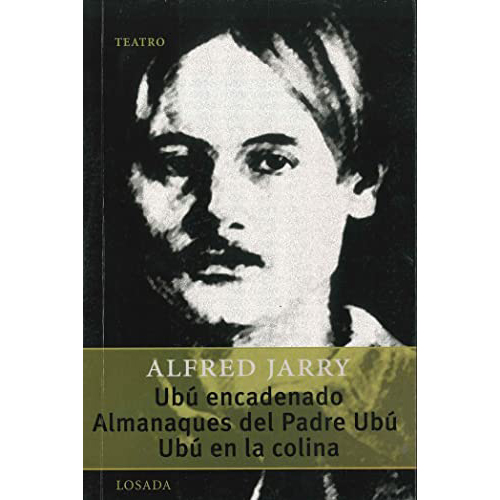 TEATRO
ALFRED JARRY
Ubú encadenado
Almanaques del Padre Ubú
Ubú en la colina
LOSADA